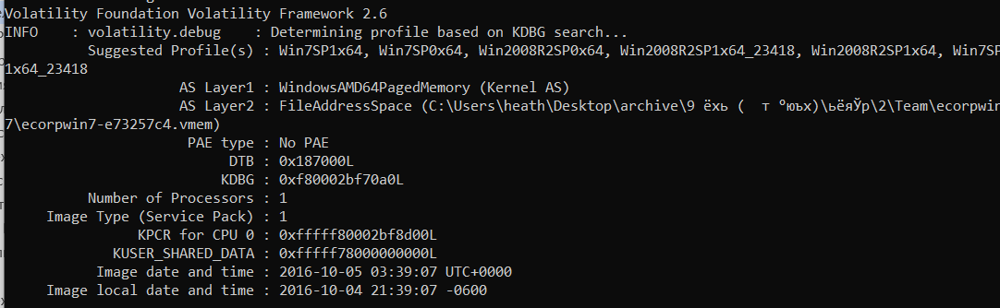 Volatility Foundation Volatility Framework 2.6
INFO    : volatility.debug    : Determining profile based on KDBG search...
Suggested Profile(s) : Win7SP1x64, Win7SP0x64, Win2008R2SP0x64, Win2008R2SP1x64_23418, Win2008R2SP1x64, Win7SP
1x64_23418
AS Layer1 : WindowsAMD64PagedMemory (Kernel AS)
AS Layer2 : FileAddressSpace (C:\Users\heath\Desktop\archive\9 ёхь (  т °юъх)\ьёяЎр\2\Team\ecorpwin
7\ecorpwin7-e73257c4.vmem)
PAE type : No PAE
DTB : 0x187000L
KDBG : 0xf80002bf70a0L
Number of Processors : 1
Image Type (Service Pack) : 1
KPCR for CPU 0 : 0xfffff80002bf8d00L
KUSER_SHARED_DATA : 0xfffff78000000000L
Image date and time : 2016-10-05 03:39:07 UTC+0000
Image local date and time : 2016-10-04 21:39:07 -0600